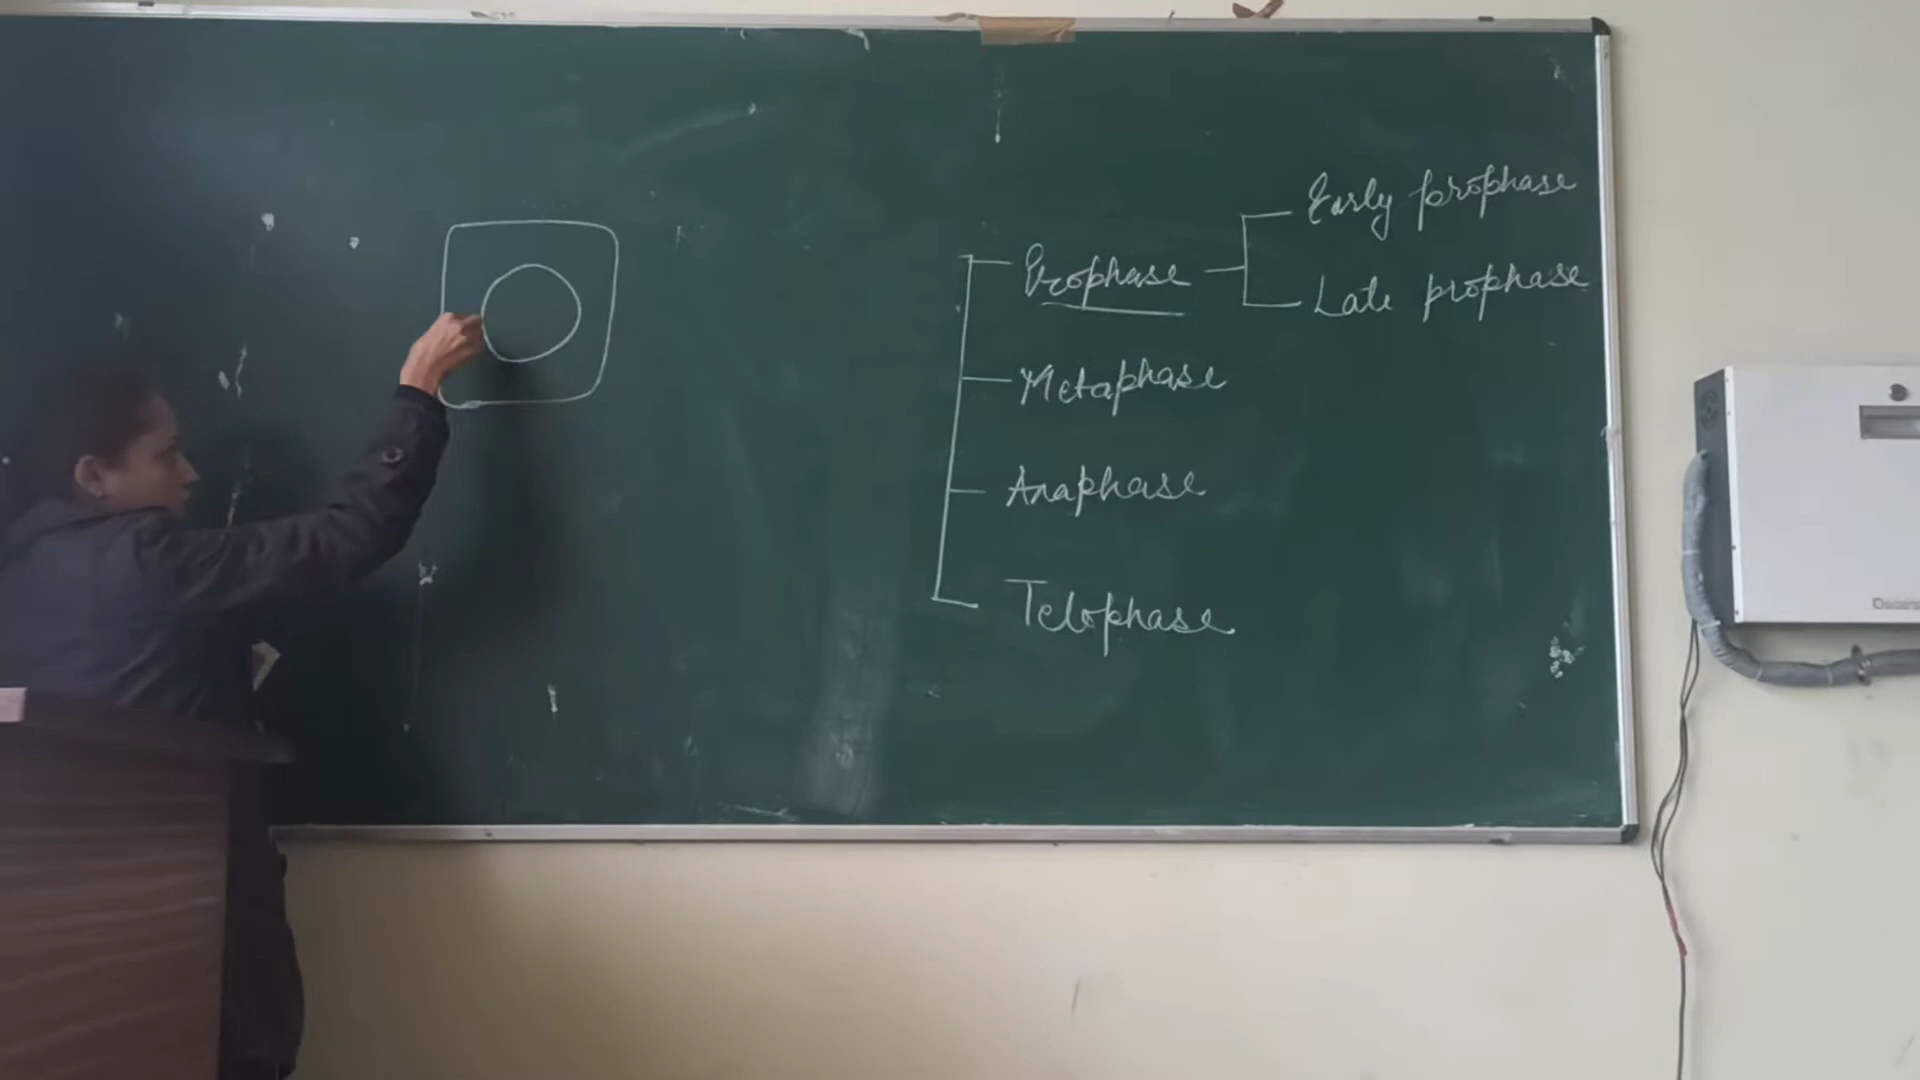 Early prophase
Prophase
Late prophase
Metaphase
Anaphase
Telophase